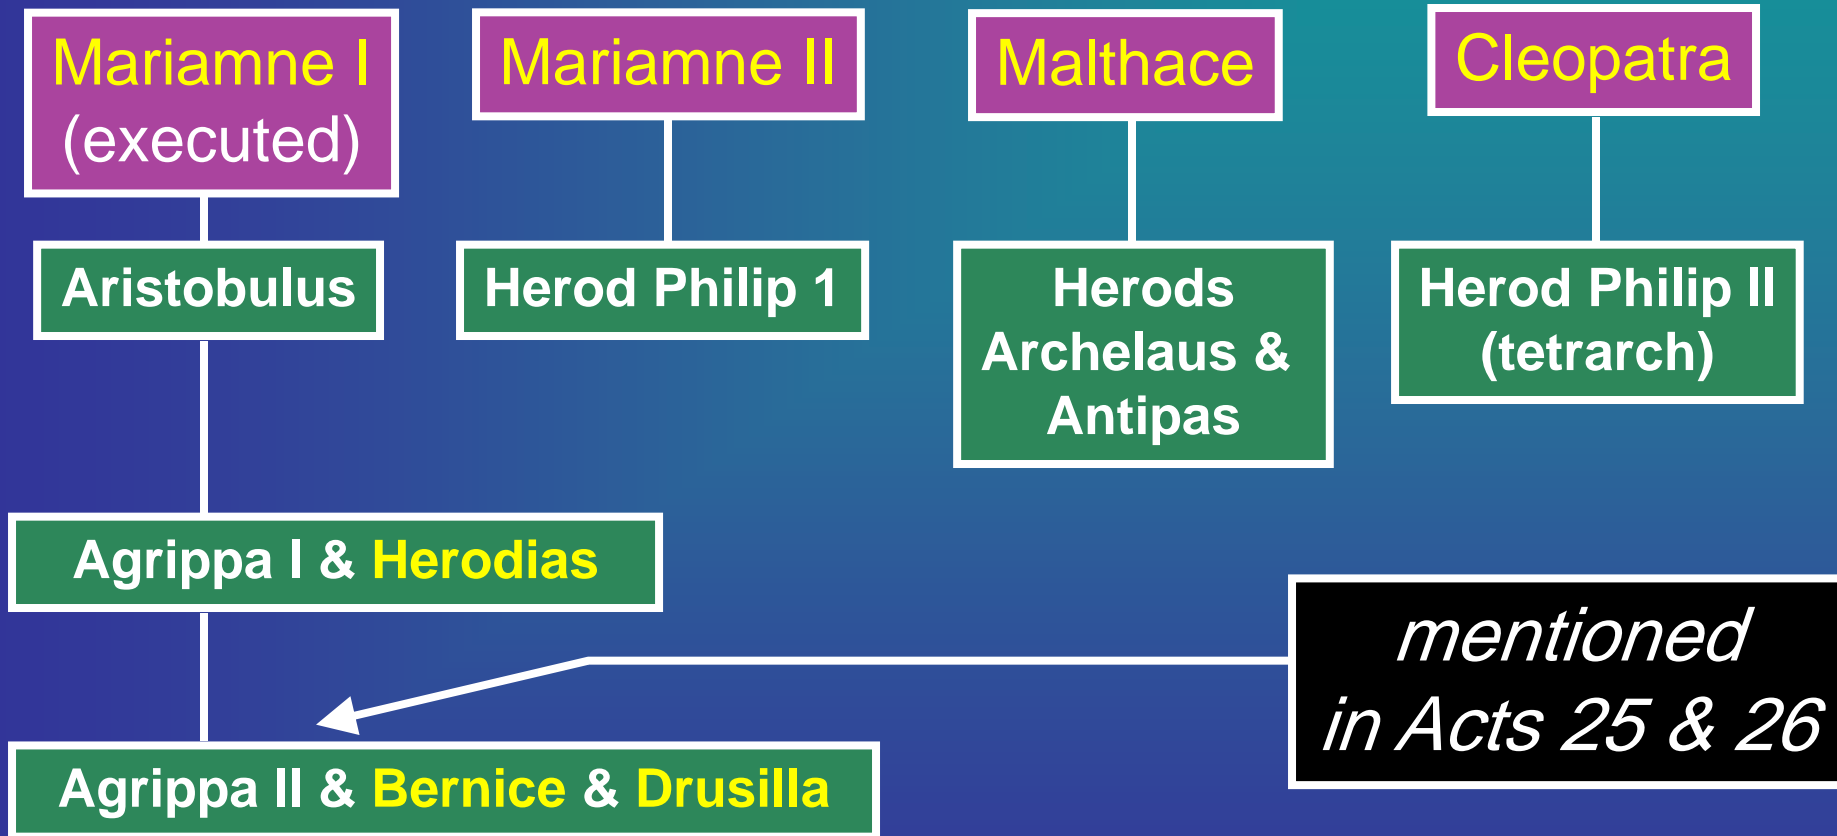 Mariamne I
(executed)
Mariamne II
Malthace
Cleopatra
Aristobulus
Herod Philip 1
Herods
Archelaus &
Antipas
Herod Philip II
(tetrarch)
Agrippa I & Herodias
mentioned
in Acts 25 & 26
Agrippa II & Bernice & Drusilla